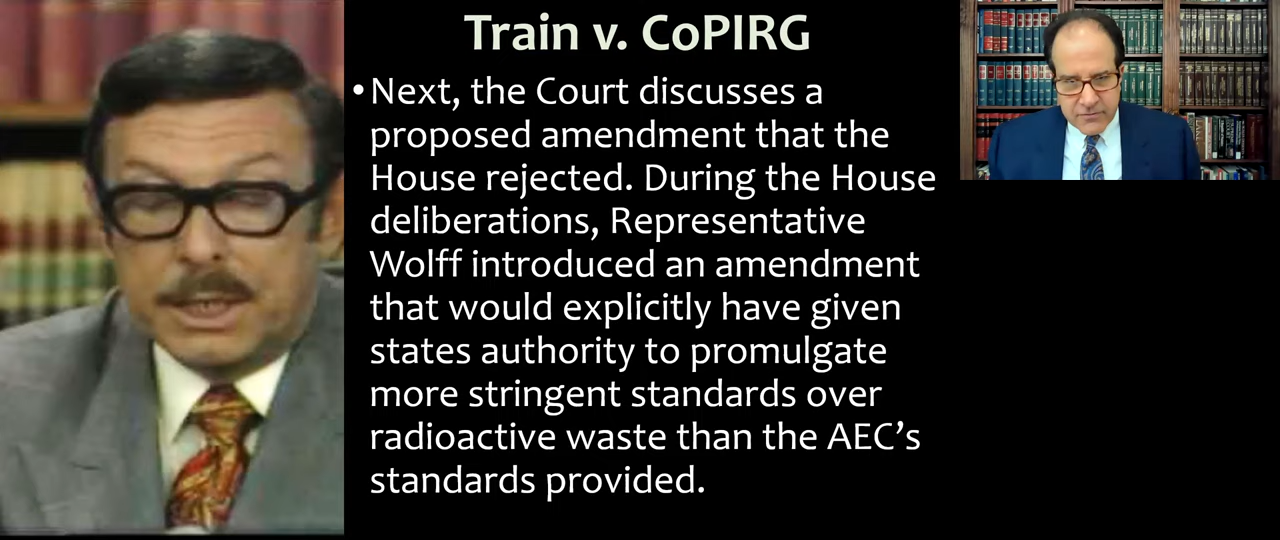 Train v. CoPIRG
• Next, the Court discusses a
proposed amendment that the
House rejected. During the House
deliberations, Representative
Wolff introduced an amendment
that would explicitly have given
states authority to promulgate
more stringent standards over
radioactive waste than the AEC’s
standards provided.